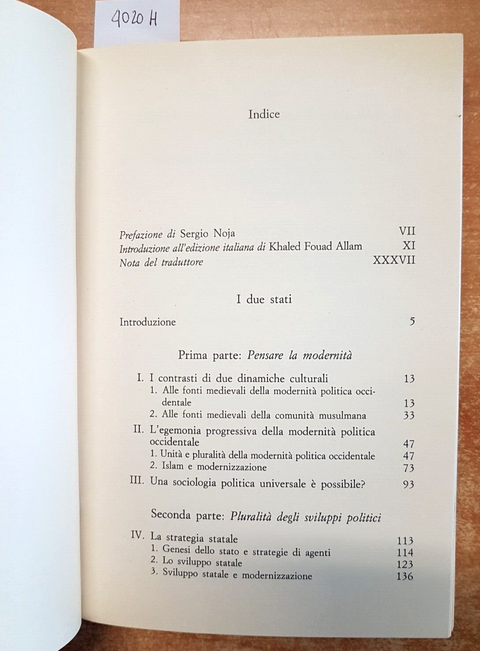 4020 H
Indice
Prefazione di Sergio Noja VII
Introduzione all'edizione italiana di Khaled Fouad Allam XI
Nota del traduttore XXXVII
I due stati
Introduzione 5
Prima parte: Pensare la modernità
I. I contrasti di due dinamiche culturali 13
1. Alle fonti medievali della modernità politica occi-
dentale 13
2. Alle fonti medievali della comunità musulmana 33
II. L'egemonia progressiva della modernità politica
occidentale 47
1. Unità e pluralità della modernità politica occidentale 47
2. Islam e modernizzazione 73
III. Una sociologia politica universale è possibile? 93
Seconda parte: Pluralità degli sviluppi politici
IV. La strategia statale 113
1. Genesi dello stato e strategie di agenti 114
2. Lo sviluppo statale 123
3. Sviluppo statale e modernizzazione 136